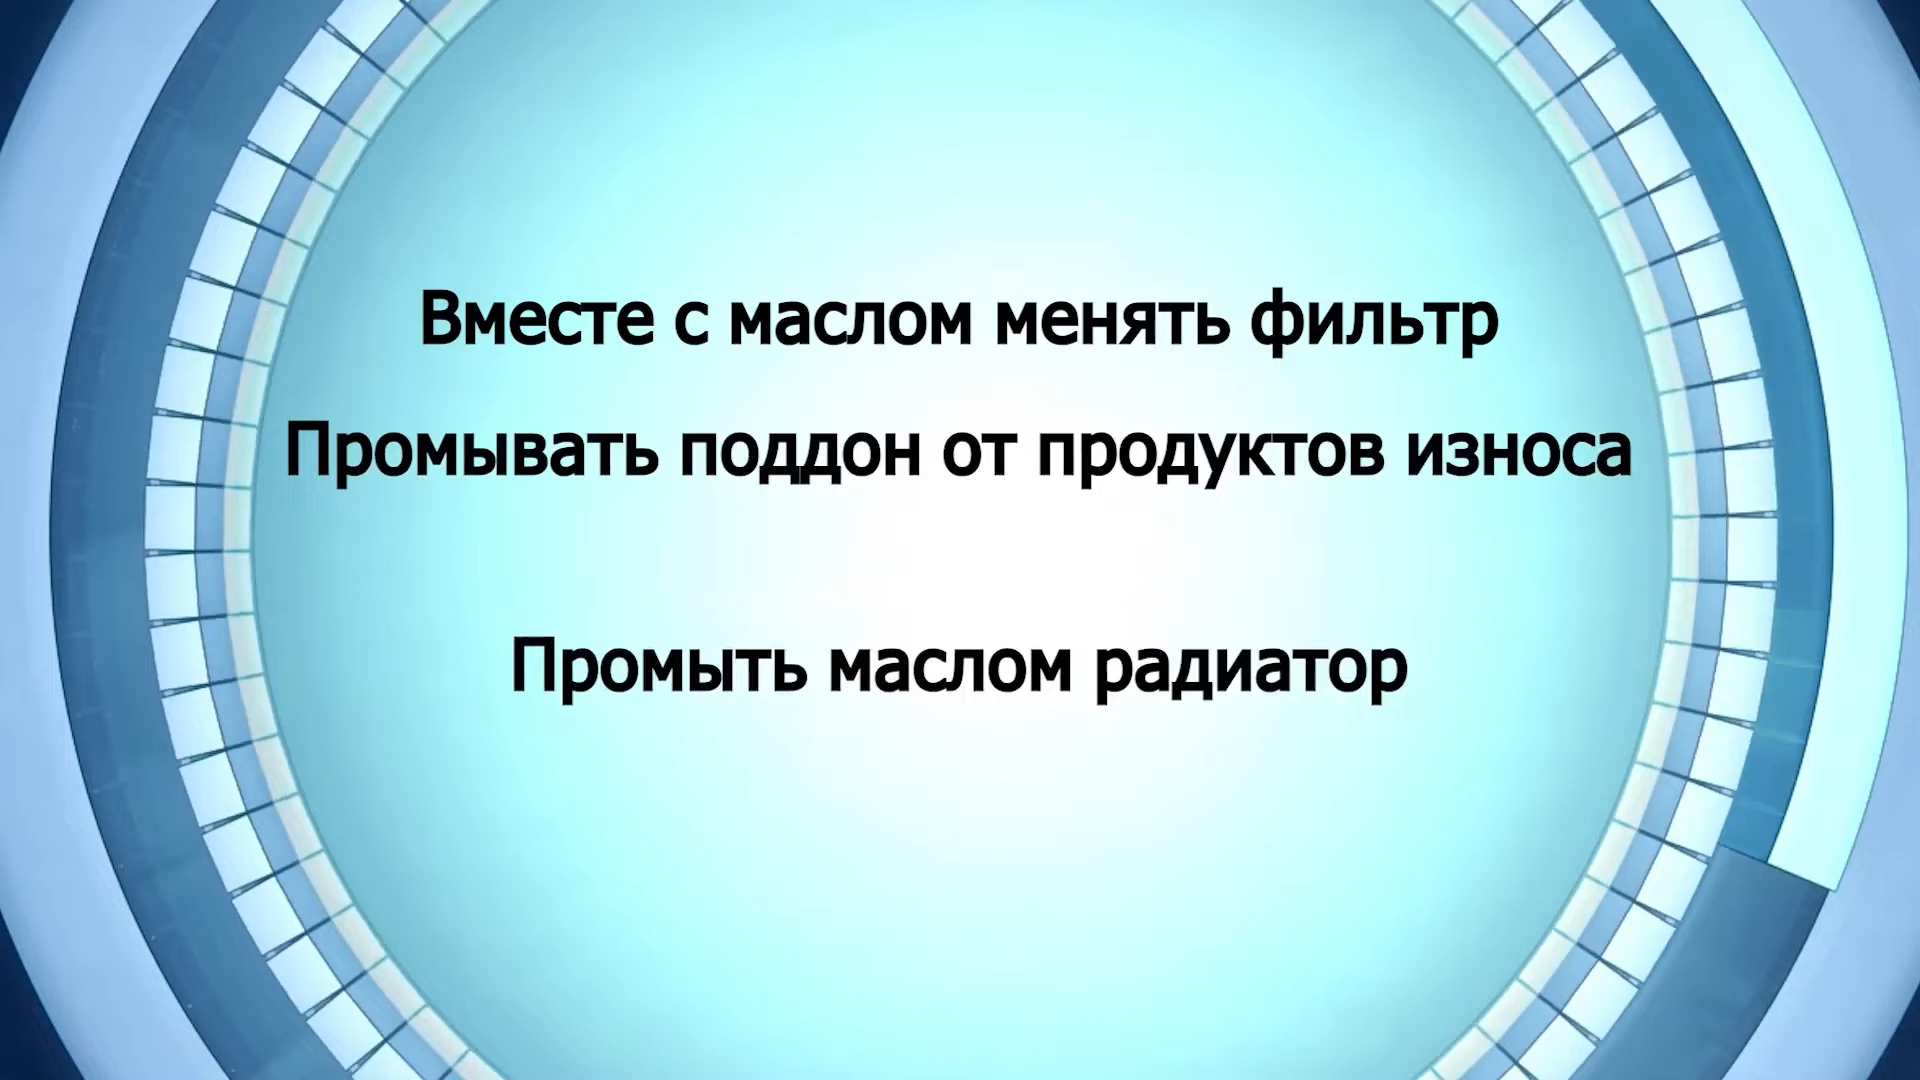 Вместе с маслом менять фильтр
Промывать поддон от продуктов износа
Промыть маслом радиатор